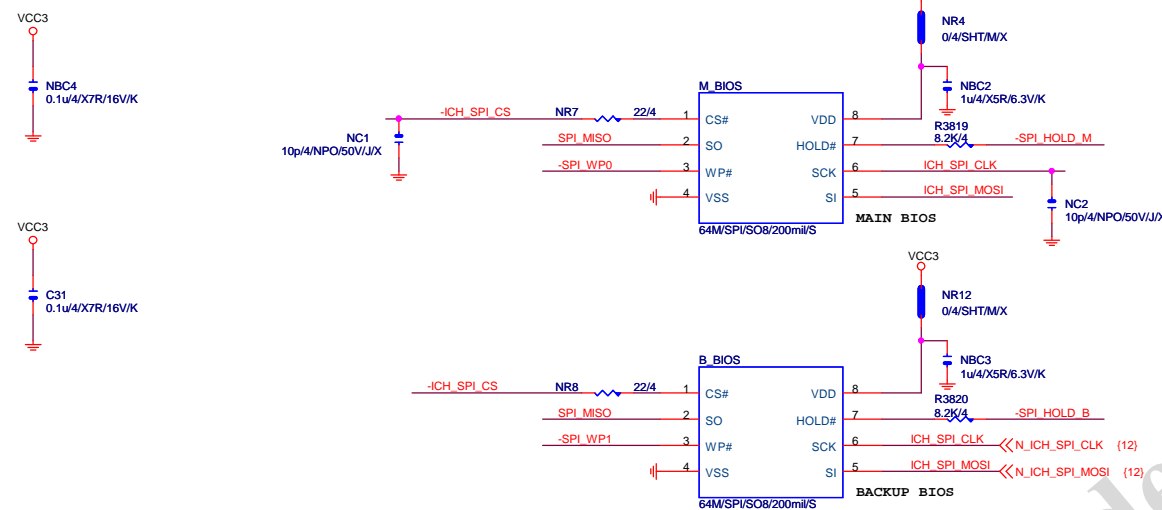 VCC3
NBC4
0.1u/4/X7R/16V/K
NR4
0/4/SHT/M/X
NBC2
1u/4/X5R/6.3V/K
M_BIOS
-ICH_SPI_CS NR7 22/4 1 CS# VDD 8
NC1
10p/4/NPO/50V/J/X
R3819
8.2K/4
SPI_MISO 2 SO HOLD# 7 -SPI_HOLD_M
-SPI_WP0 3 WP# SCK 6 ICH_SPI_CLK
4 VSS SI 5 ICH_SPI_MOSI
NC2
10p/4/NPO/50V/J/X
MAIN BIOS
64M/SPI/SO8/200mil/S
VCC3
C31
0.1u/4/X7R/16V/K
VCC3
NR12
0/4/SHT/M/X
NBC3
1u/4/X5R/6.3V/K
B_BIOS
-ICH_SPI_CS NR8 22/4 1 CS# VDD 8
R3820
8.2K/4
SPI_MISO 2 SO HOLD# 7 -SPI_HOLD_B
-SPI_WP1 3 WP# SCK 6 ICH_SPI_CLK N_ICH_SPI_CLK {12}
4 VSS SI 5 ICH_SPI_MOSI N_ICH_SPI_MOSI {12}
BACKUP BIOS
64M/SPI/SO8/200mil/S